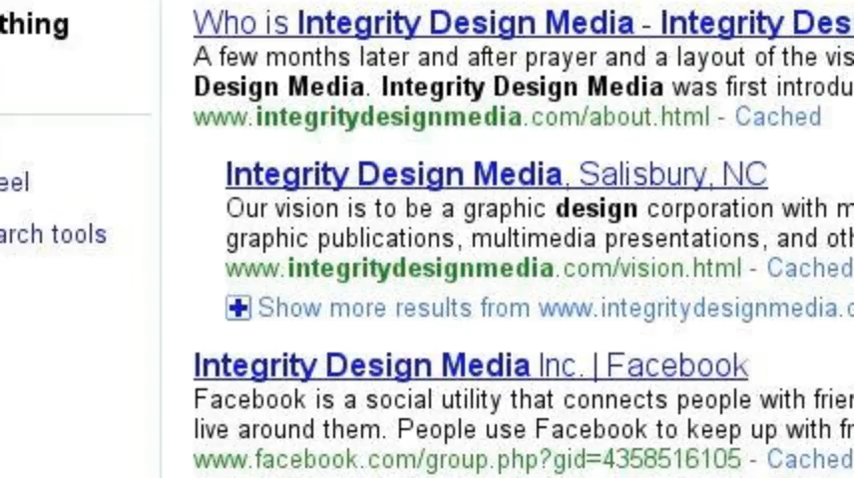 thing
eel
arch tools
Who is Integrity Design Media - Integrity Des
A few months later and after prayer and a layout of the vis
Design Media. Integrity Design Media was first introdu
www.integritydesignmedia.com/about.html - Cached
Integrity Design Media, Salisbury, NC
Our vision is to be a graphic design corporation with m
graphic publications, multimedia presentations, and oth
www.integritydesignmedia.com/vision.html - Cached
Show more results from www.integritydesignmedia.c
Integrity Design Media Inc. | Facebook
Facebook is a social utility that connects people with frien
live around them. People use Facebook to keep up with fr
www.facebook.com/group.php?gid=4358516105 - Cached